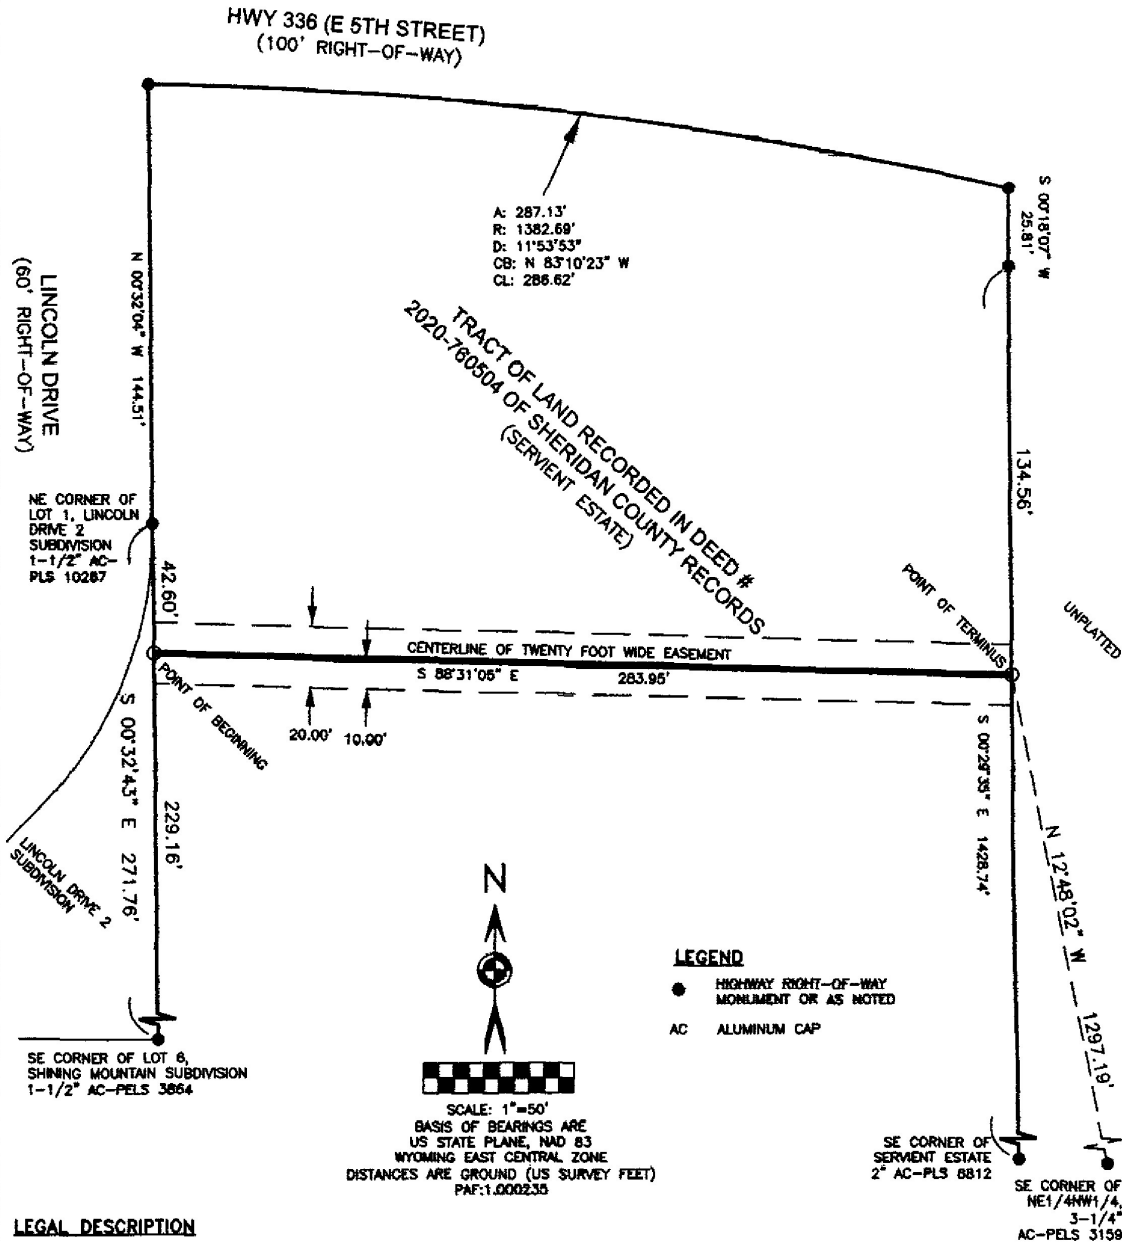 HWY 336 (E 5TH STREET)
(100' RIGHT-OF-WAY)
A: 287.13'
R: 1382.69'
D: 11°53'53"
CB: N 83°10'23" W
CL: 286.62'
S 00°18'07" W
25.81'
N 00°32'04" W 144.51'
LINCOLN DRIVE
(60' RIGHT-OF-WAY)
TRACT OF LAND RECORDED IN DEED #
2020-760504 OF SHERIDAN COUNTY RECORDS
(SERVIENT ESTATE)
134.56'
NE CORNER OF
LOT 1, LINCOLN
DRIVE 2
SUBDIVISION
1-1/2" AC-
PLS 10287
42.60'
POINT OF TERMINUS
UNPLATTED
CENTERLINE OF TWENTY FOOT WIDE EASEMENT
S 88°31'05" E 283.95'
POINT OF BEGINNING
20.00' 10.00'
S 00°32'43" E 271.76'
229.16'
S 00°29'35" E 1428.74'
LINCOLN DRIVE 2
SUBDIVISION
N 12°48'02" W 1297.19'
N
LEGEND
HIGHWAY RIGHT-OF-WAY
MONUMENT OR AS NOTED
AC ALUMINUM CAP
SE CORNER OF LOT 6,
SHINING MOUNTAIN SUBDIVISION
1-1/2" AC-PELS 3864
SCALE: 1"=50'
BASIS OF BEARINGS ARE
US STATE PLANE, NAD 83
WYOMING EAST CENTRAL ZONE
DISTANCES ARE GROUND (US SURVEY FEET)
PAF:1.000235
SE CORNER OF
SERVIENT ESTATE
2" AC-PLS 8812
SE CORNER OF
NE1/4NW1/4,
3-1/4"
AC-PELS 3159
LEGAL DESCRIPTION